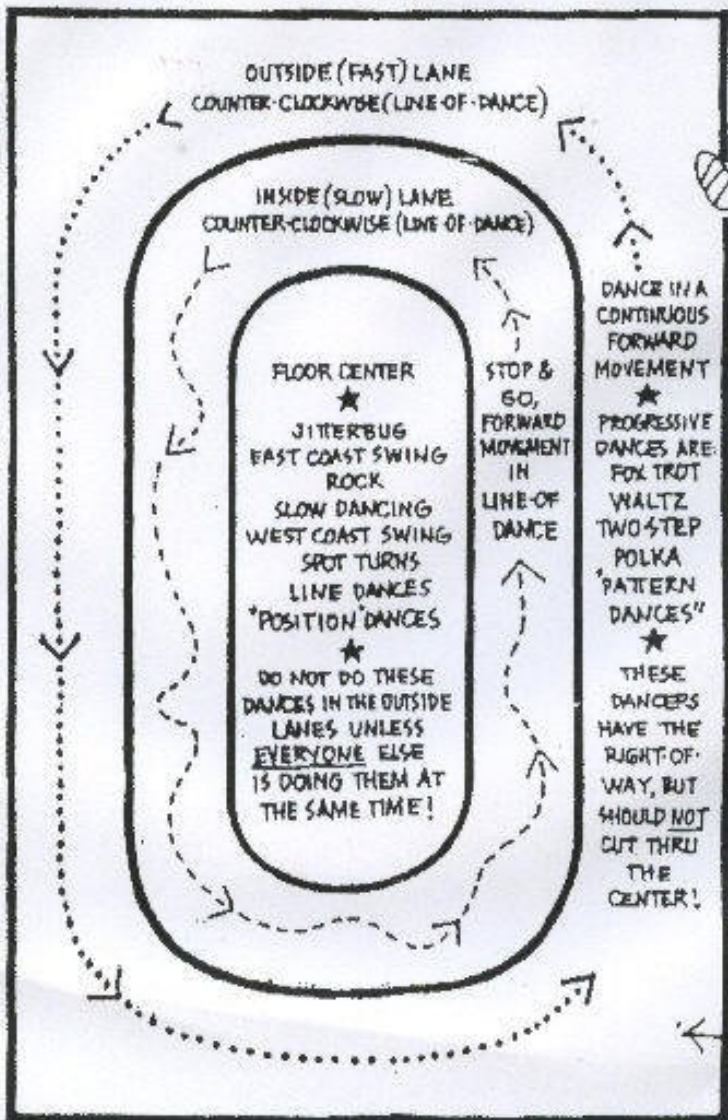 OUTSIDE (FAST) LANE
COUNTER-CLOCKWISE (LINE-OF-DANCE)
INSIDE (SLOW) LANE
COUNTER-CLOCKWISE (LINE-OF-DANCE)
FLOOR CENTER
★
JITTERBUG
EAST COAST SWING
ROCK
SLOW DANCING
WEST COAST SWING
SPOT TURNS
LINE DANCES
"POSITION" DANCES
★
DO NOT DO THESE
DANCES IN THE OUTSIDE
LANES UNLESS
EVERYONE ELSE
IS DOING THEM AT
THE SAME TIME!
STOP &
GO,
FORWARD
MOVEMENT
IN
LINE-OF
DANCE
DANCE IN A
CONTINUOUS
FORWARD
MOVEMENT
★
PROGRESSIVE
DANCES ARE:
FOX TROT
WALTZ
TWO STEP
POLKA
"PATTERN
DANCES"
★
THESE
DANCERS
HAVE THE
RIGHT-OF-
WAY, BUT
SHOULD NOT
CUT THRU
THE
CENTER!